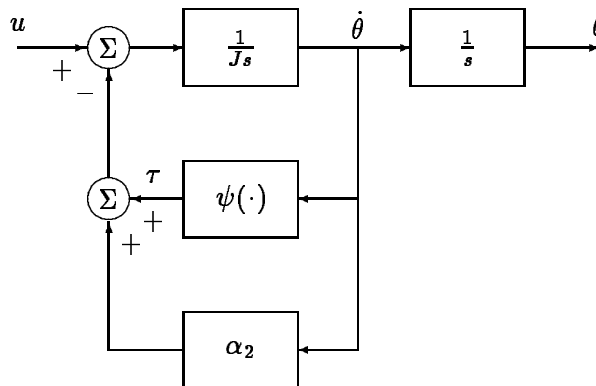 u
Σ
1/Js
θ̇
1/s
θ
+
−
Σ
τ
ψ(·)
+
+
α₂